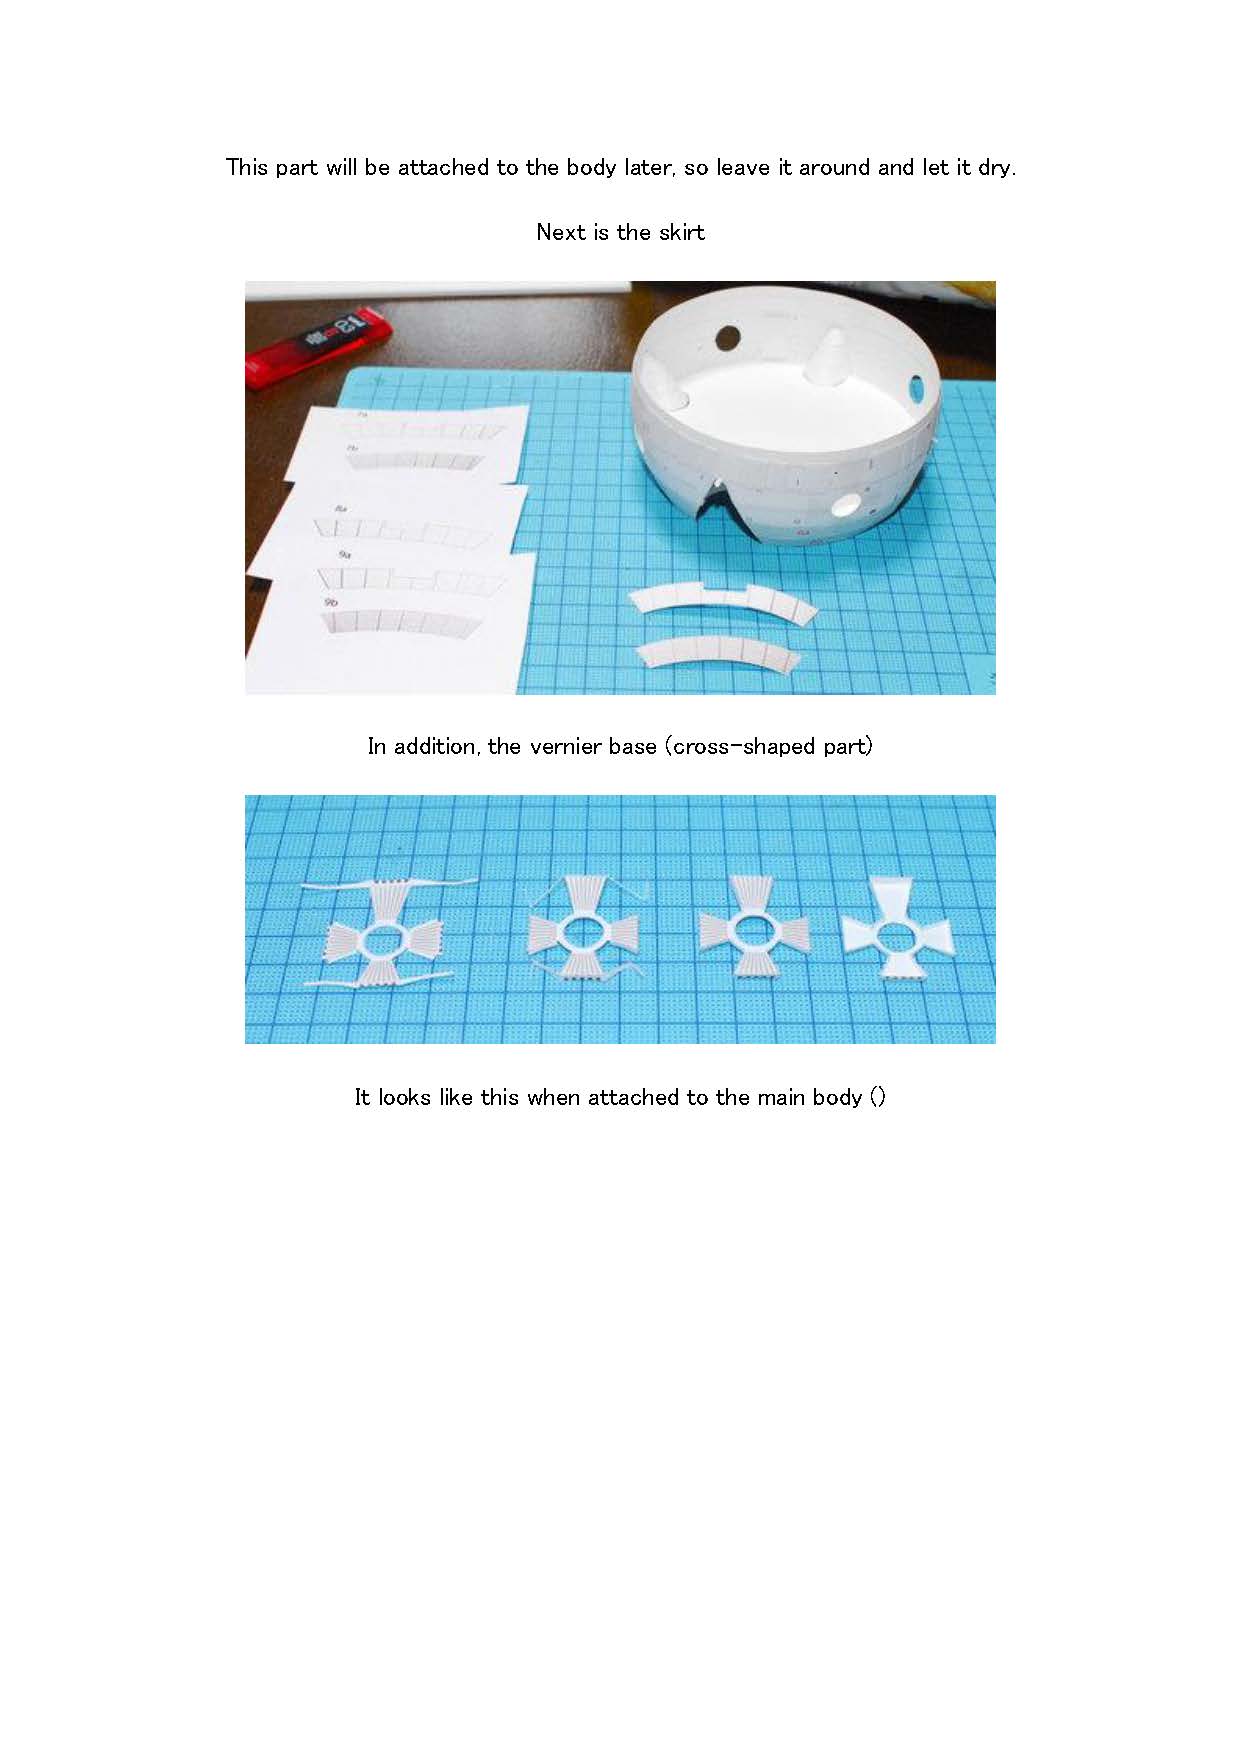 This part will be attached to the body later, so leave it around and let it dry.
Next is the skirt
7a
7b
8a
9a
9b
In addition, the vernier base (cross-shaped part)
It looks like this when attached to the main body ()